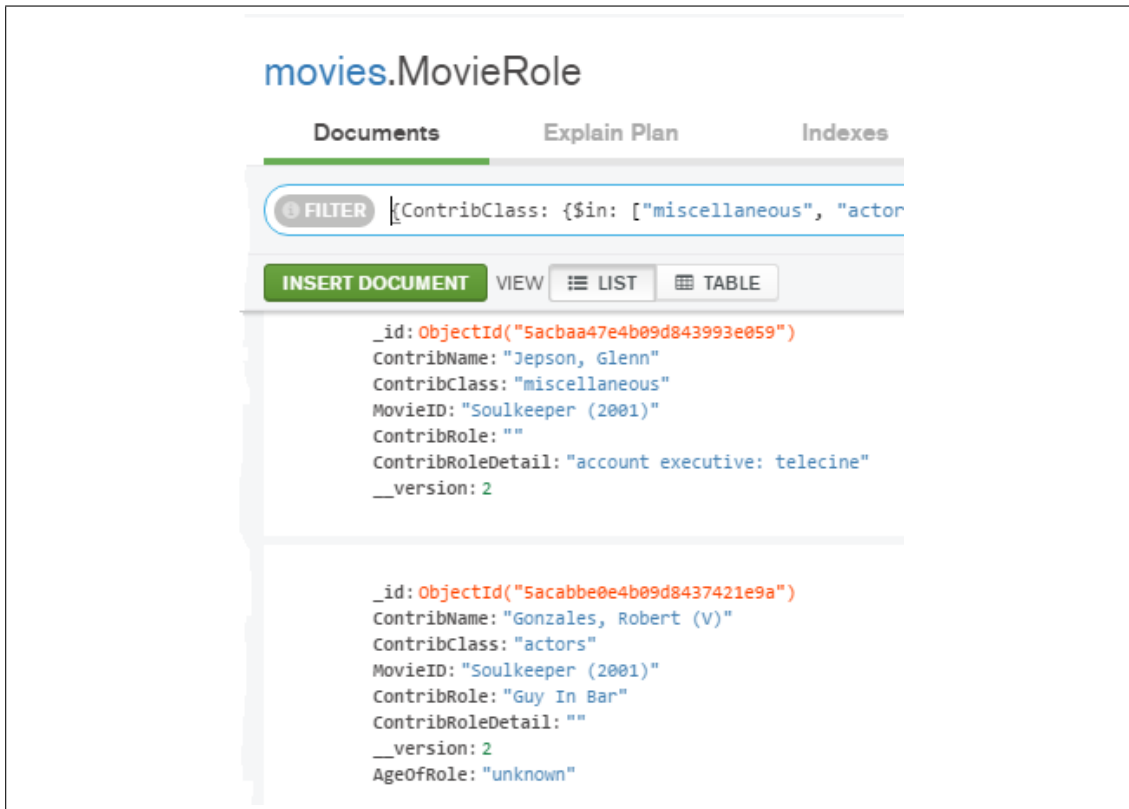 movies.MovieRole
Documents Explain Plan Indexes
FILTER {ContribClass: {$in: ["miscellaneous", "actor
INSERT DOCUMENT VIEW LIST TABLE
_id: ObjectId("5acbaa47e4b09d843993e059")
ContribName: "Jepson, Glenn"
ContribClass: "miscellaneous"
MovieID: "Soulkeeper (2001)"
ContribRole: ""
ContribRoleDetail: "account executive: telecine"
__version: 2
_id: ObjectId("5acabbe0e4b09d8437421e9a")
ContribName: "Gonzales, Robert (V)"
ContribClass: "actors"
MovieID: "Soulkeeper (2001)"
ContribRole: "Guy In Bar"
ContribRoleDetail: ""
__version: 2
AgeOfRole: "unknown"